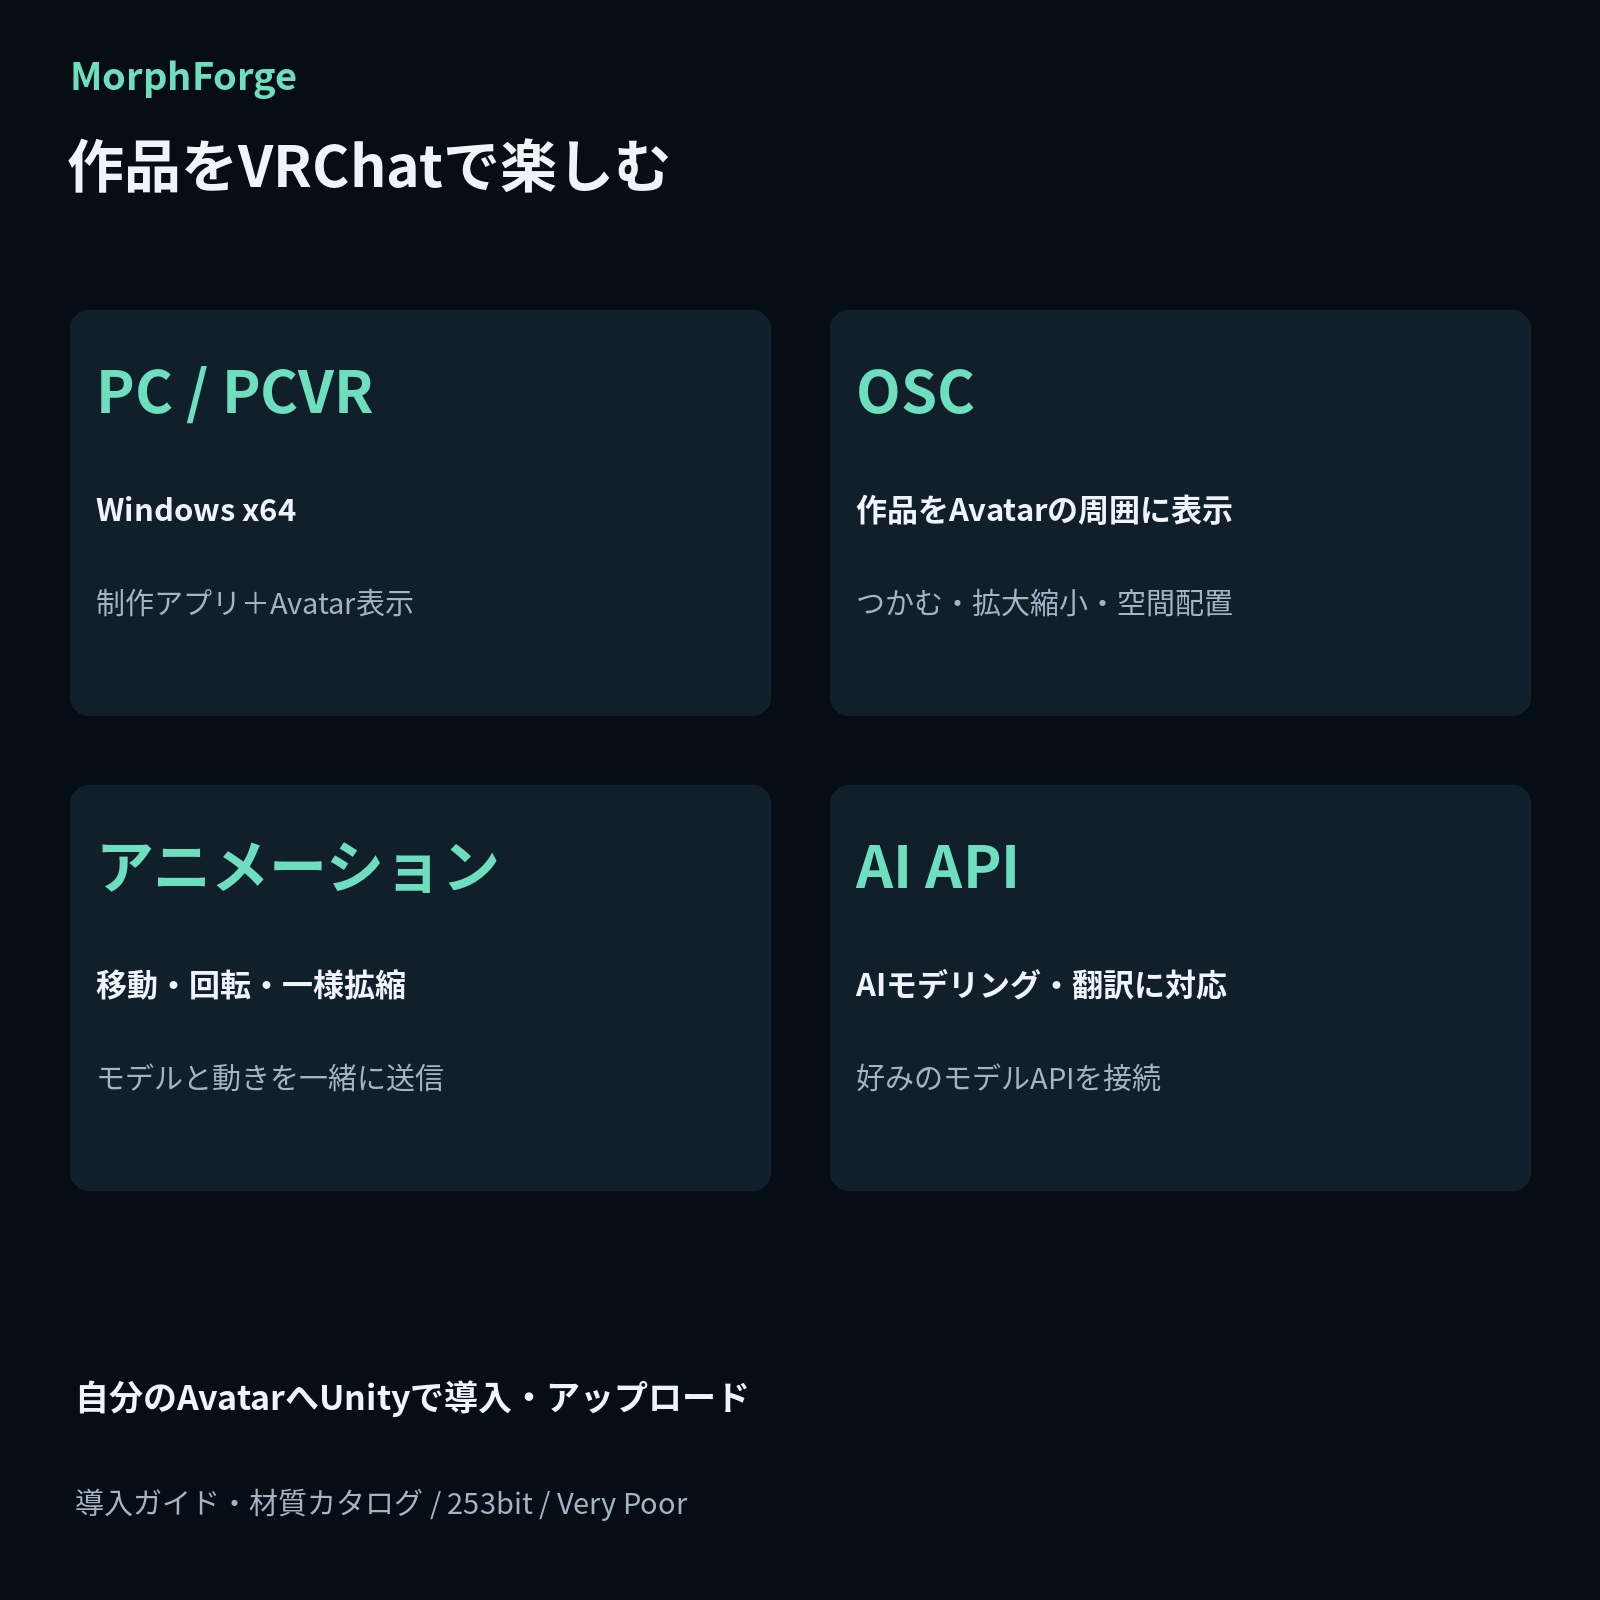 MorphForge
作品をVRChatで楽しむ
PC / PCVR
Windows x64
制作アプリ＋Avatar表示
OSC
作品をAvatarの周囲に表示
つかむ・拡大縮小・空間配置
アニメーション
移動・回転・一様拡縮
モデルと動きを一緒に送信
AI API
AIモデリング・翻訳に対応
好みのモデルAPIを接続
自分のAvatarへUnityで導入・アップロード
導入ガイド・材質カタログ / 253bit / Very Poor